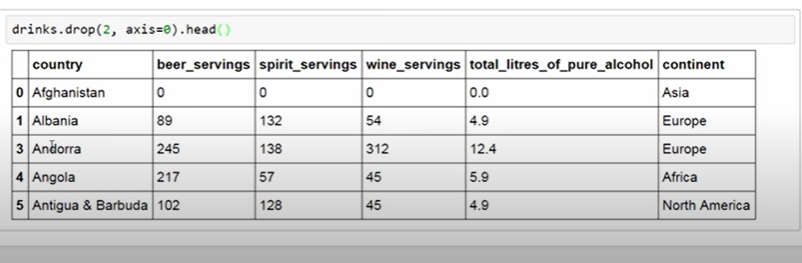 drinks.drop(2, axis=0).head()
country beer_servings spirit_servings wine_servings total_litres_of_pure_alcohol continent
0 Afghanistan 0 0 0 0.0 Asia
1 Albania 89 132 54 4.9 Europe
3 Andorra 245 138 312 12.4 Europe
4 Angola 217 57 45 5.9 Africa
5 Antigua & Barbuda 102 128 45 4.9 North America